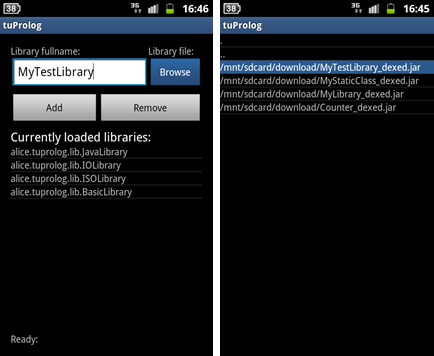 38 3G 16:46
tuProlog
Library fullname: Library file:
MyTestLibrary Browse
Add Remove
Currently loaded libraries:
alice.tuprolog.lib.JavaLibrary
alice.tuprolog.lib.IOLibrary
alice.tuprolog.lib.ISOLibrary
alice.tuprolog.lib.BasicLibrary
Ready:
38 3G 16:45
tuProlog
.
..
/mnt/sdcard/download/MyTestLibrary_dexed.jar
/mnt/sdcard/download/MyStaticClass_dexed.jar
/mnt/sdcard/download/MyLibrary_dexed.jar
/mnt/sdcard/download/Counter_dexed.jar